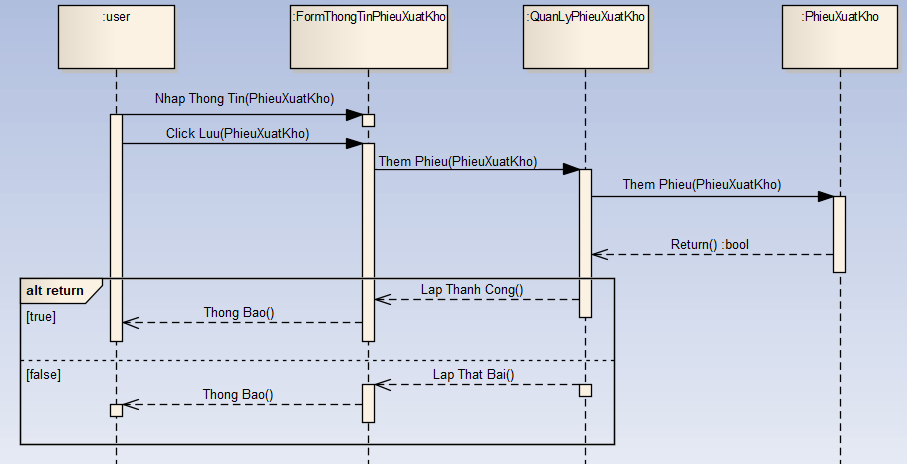 :user
:FormThongTinPhieuXuatKho
:QuanLyPhieuXuatKho
:PhieuXuatKho
Nhap Thong Tin(PhieuXuatKho)
Click Luu(PhieuXuatKho)
Them Phieu(PhieuXuatKho)
Them Phieu(PhieuXuatKho)
Return() :bool
alt return
Lap Thanh Cong()
[true]
Thong Bao()
[false]
Lap That Bai()
Thong Bao()